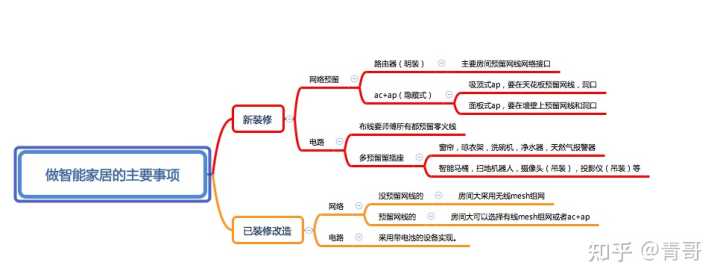 做智能家居的主要事项
新装修
网络预留
路由器（明装）
主要房间预留网线网络接口
ac+ap（隐藏式）
吸顶式ap，要在天花板预留网线，洞口
面板式ap，要在墙壁上预留网线和洞口
电路
布线要师傅所有都预留零火线
多预留留插座
窗帘，晾衣架，洗碗机，净水器，天然气报警器
智能马桶，扫地机器人，摄像头（吊装），投影仪（吊装）等
已装修改造
网络
没预留网线的
房间大采用无线mesh组网
预留网线的
房间大可以选择有线mesh组网或者ac+ap
电路
采用带电池的设备实现。
知乎 @青哥